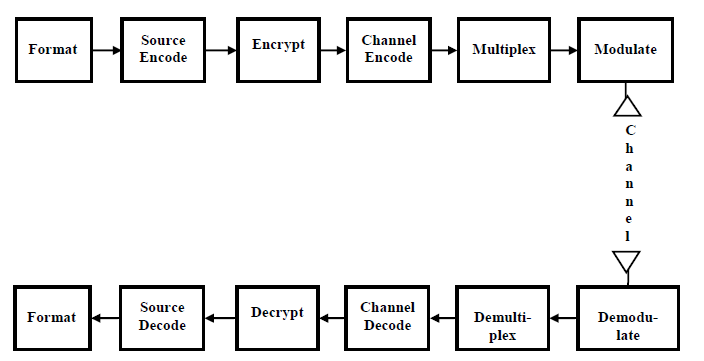 Format
Source
Encode
Encrypt
Channel
Encode
Multiplex
Modulate
C
h
a
n
n
e
l
Format
Source
Decode
Decrypt
Channel
Decode
Demulti-
plex
Demodu-
late